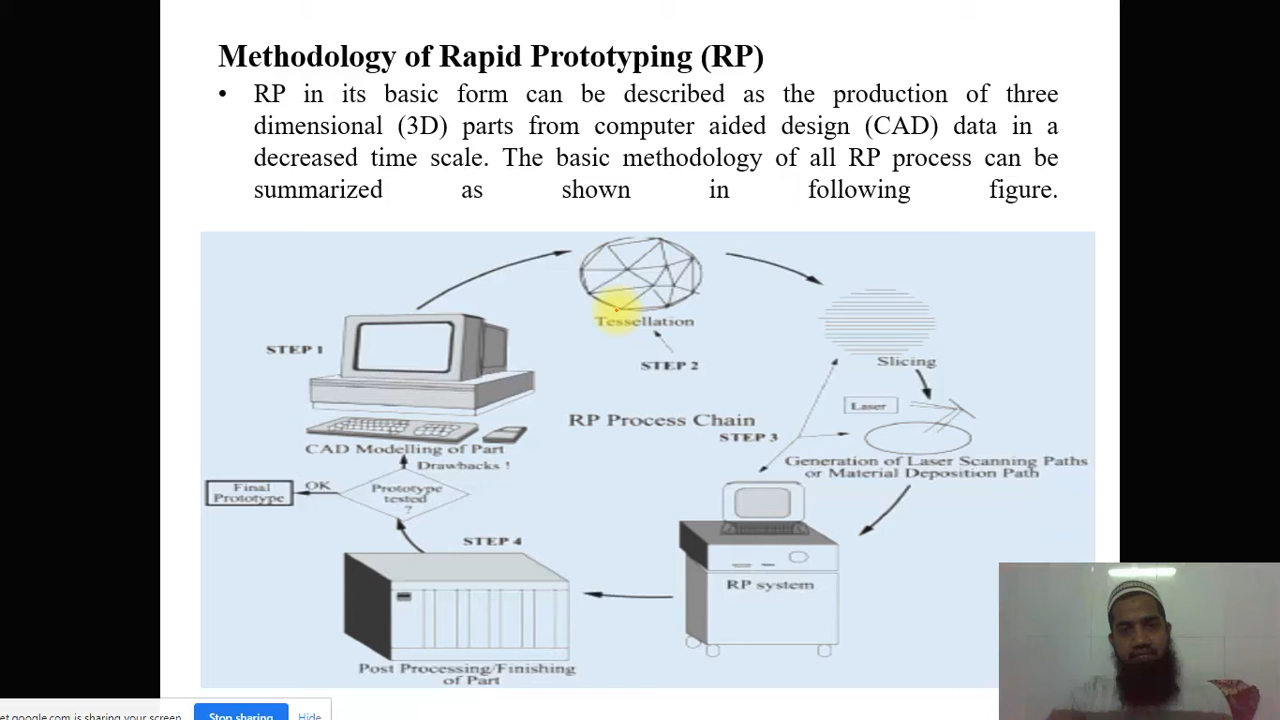 Methodology of Rapid Prototyping (RP)
• RP in its basic form can be described as the production of three
dimensional (3D) parts from computer aided design (CAD) data in a
decreased time scale. The basic methodology of all RP process can be
summarized as shown in following figure.
Tessellation
STEP 1
STEP 2
Slicing
Laser
RP Process Chain
STEP 3
CAD Modelling of Part
Generation of Laser Scanning Paths
or Material Deposition Path
Drawbacks !
Final
Prototype
OK
Prototype
tested
?
STEP 4
RP system
Post Processing/Finishing
of Part
et.google.com is sharing your screen.
Stop sharing
Hide